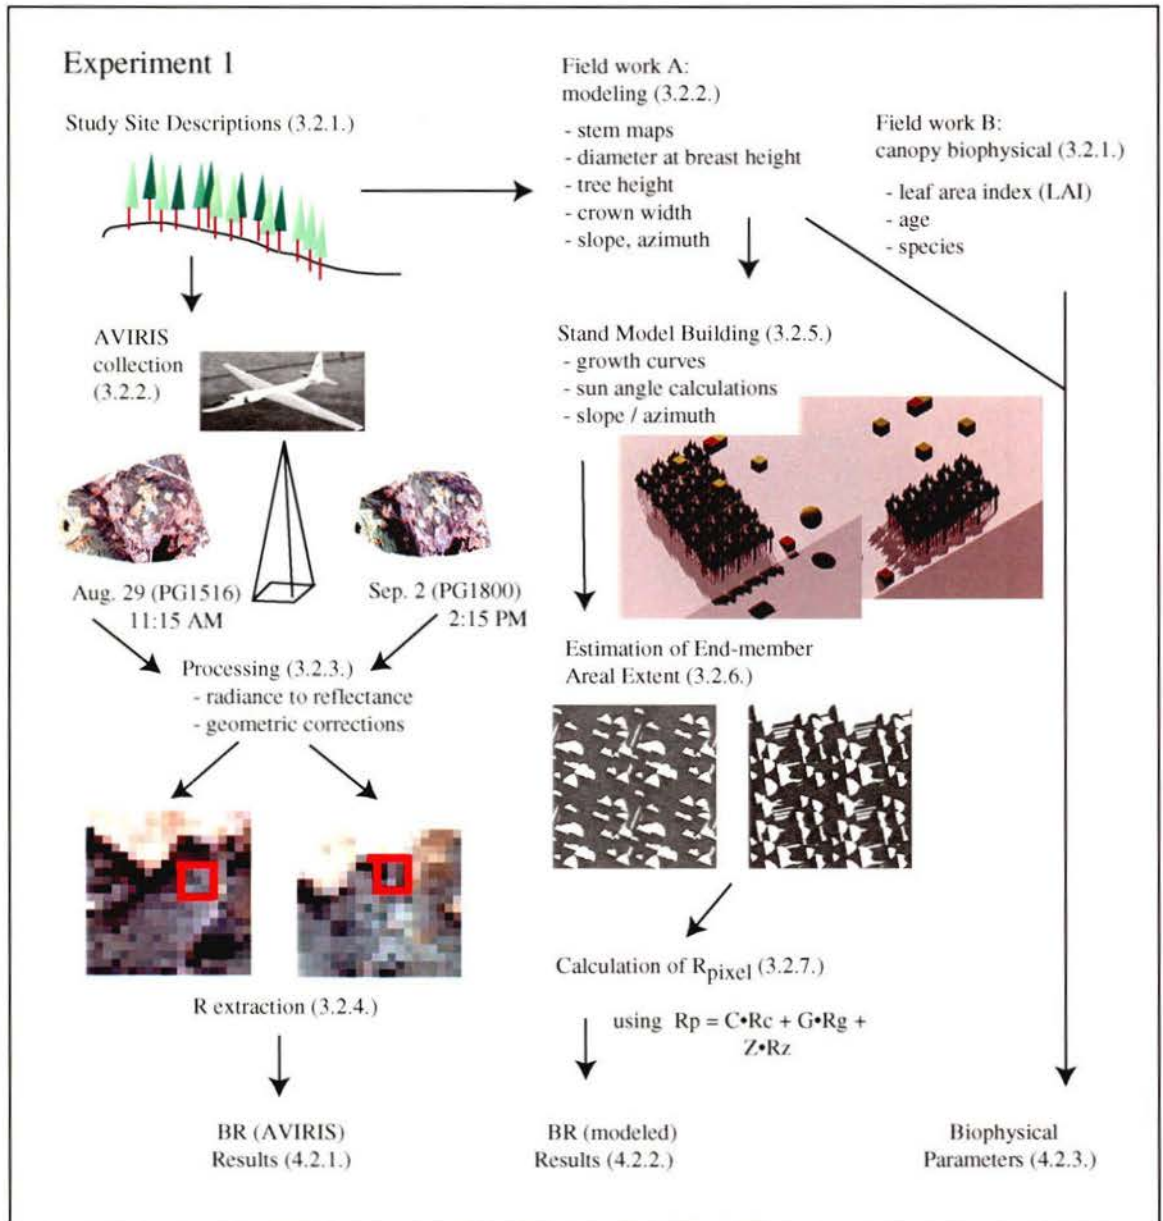 Experiment 1
Study Site Descriptions (3.2.1.)
Field work A:
modeling (3.2.2.)
- stem maps
- diameter at breast height
- tree height
- crown width
- slope, azimuth
Field work B:
canopy biophysical (3.2.1.)
- leaf area index (LAI)
- age
- species
AVIRIS
collection
(3.2.2.)
Stand Model Building (3.2.5.)
- growth curves
- sun angle calculations
- slope / azimuth
Aug. 29 (PG1516)
11:15 AM
Sep. 2 (PG1800)
2:15 PM
Processing (3.2.3.)
- radiance to reflectance
- geometric corrections
Estimation of End-member
Areal Extent (3.2.6.)
R extraction (3.2.4.)
Calculation of Rpixel (3.2.7.)
using Rp = C•Rc + G•Rg +
Z•Rz
BR (AVIRIS)
Results (4.2.1.)
BR (modeled)
Results (4.2.2.)
Biophysical
Parameters (4.2.3.)